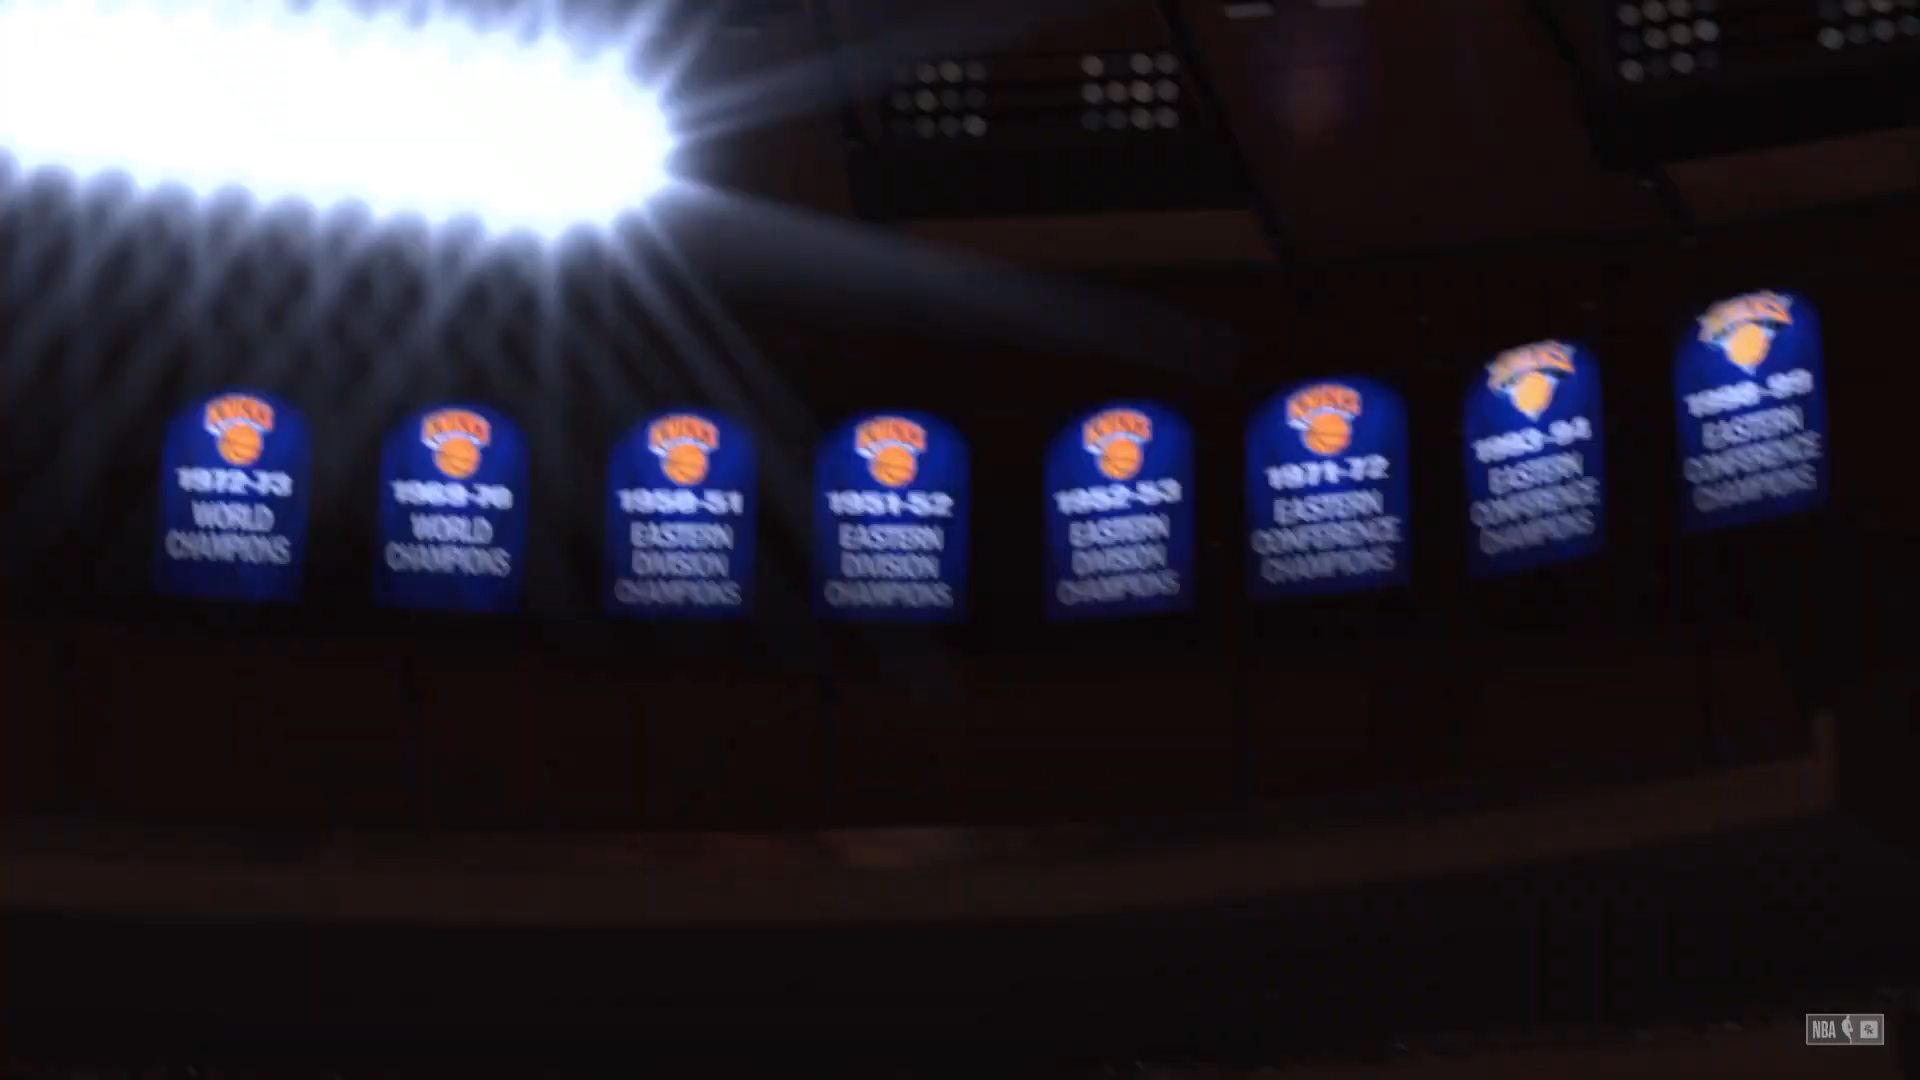 KNICKS
1972-73
WORLD
CHAMPIONS
KNICKS
1969-70
WORLD
CHAMPIONS
KNICKS
1950-51
EASTERN
DIVISION
CHAMPIONS
KNICKS
1951-52
EASTERN
DIVISION
CHAMPIONS
KNICKS
1952-53
EASTERN
DIVISION
CHAMPIONS
KNICKS
1971-72
EASTERN
CONFERENCE
CHAMPIONS
KNICKS
1993-94
EASTERN
CONFERENCE
CHAMPIONS
KNICKS
1998-99
EASTERN
CONFERENCE
CHAMPIONS
NBA